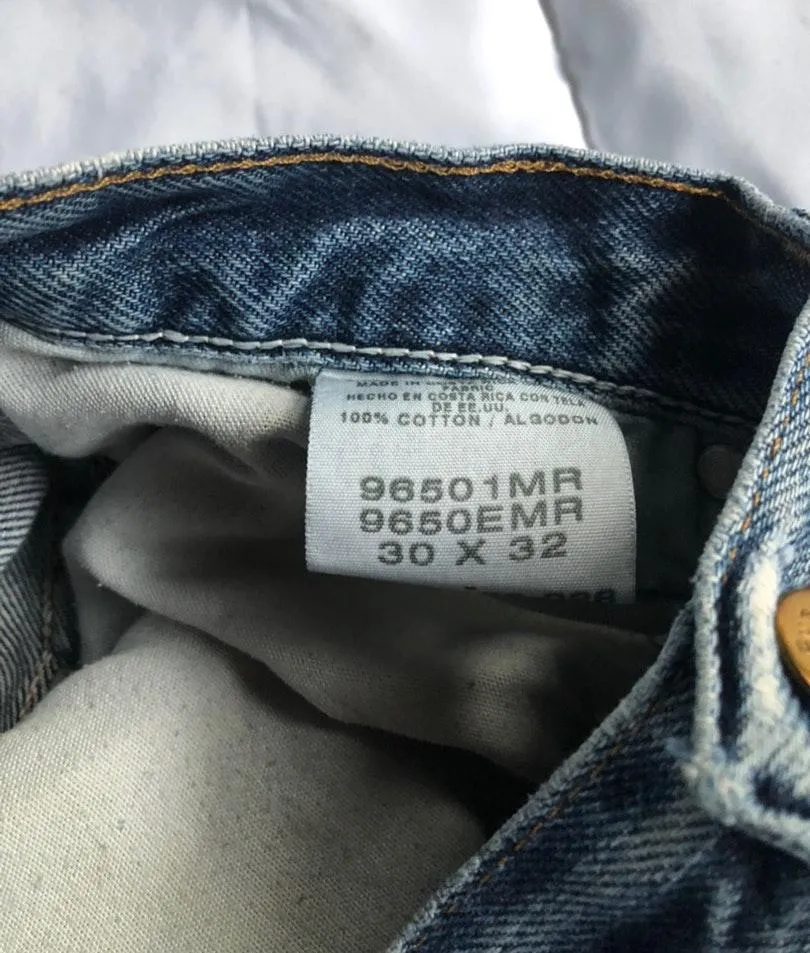 MADE IN
FABRIC
HECHO EN COSTA RICA CON TELA
DE EE.UU.
100% COTTON / ALGODON
96501MR
9650EMR
30 X 32